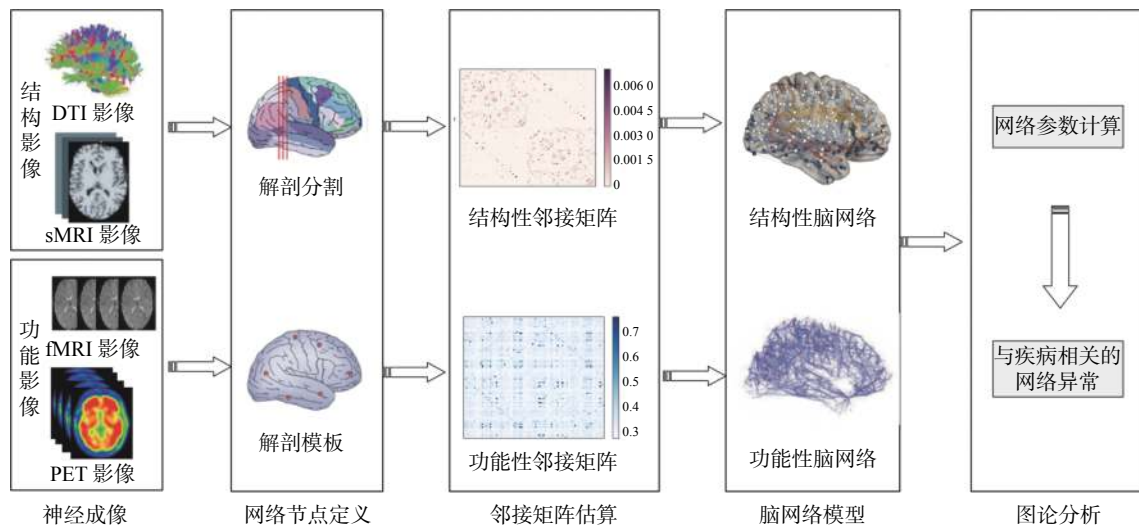 结构影像
DTI 影像
sMRI 影像
功能影像
fMRI 影像
PET 影像
神经成像
解剖分割
解剖模板
网络节点定义
0.006 0
0.004 5
0.003 0
0.001 5
0
结构性邻接矩阵
0.7
0.6
0.5
0.4
0.3
功能性邻接矩阵
邻接矩阵估算
结构性脑网络
功能性脑网络
脑网络模型
网络参数计算
与疾病相关的
网络异常
图论分析